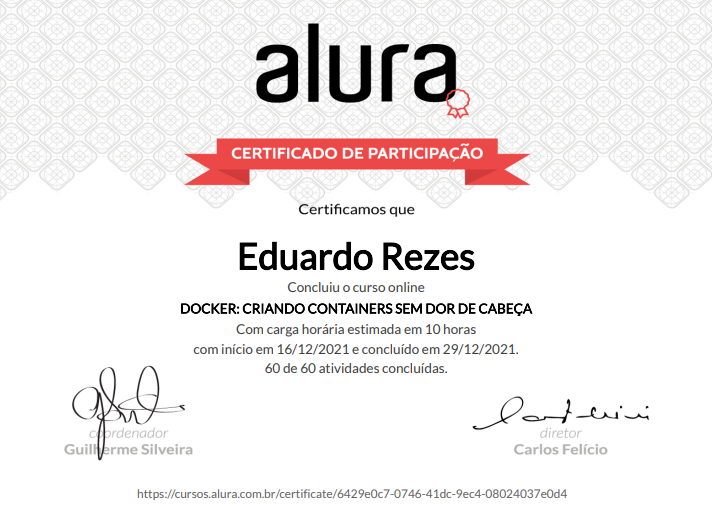 alura
CERTIFICADO DE PARTICIPAÇÃO
Certificamos que
Eduardo Rezes
Concluiu o curso online
DOCKER: CRIANDO CONTAINERS SEM DOR DE CABEÇA
Com carga horária estimada em 10 horas
com início em 16/12/2021 e concluído em 29/12/2021.
60 de 60 atividades concluídas.
coordenador
Guilherme Silveira
diretor
Carlos Felício
https://cursos.alura.com.br/certificate/6429e0c7-0746-41dc-9ec4-08024037e0d4